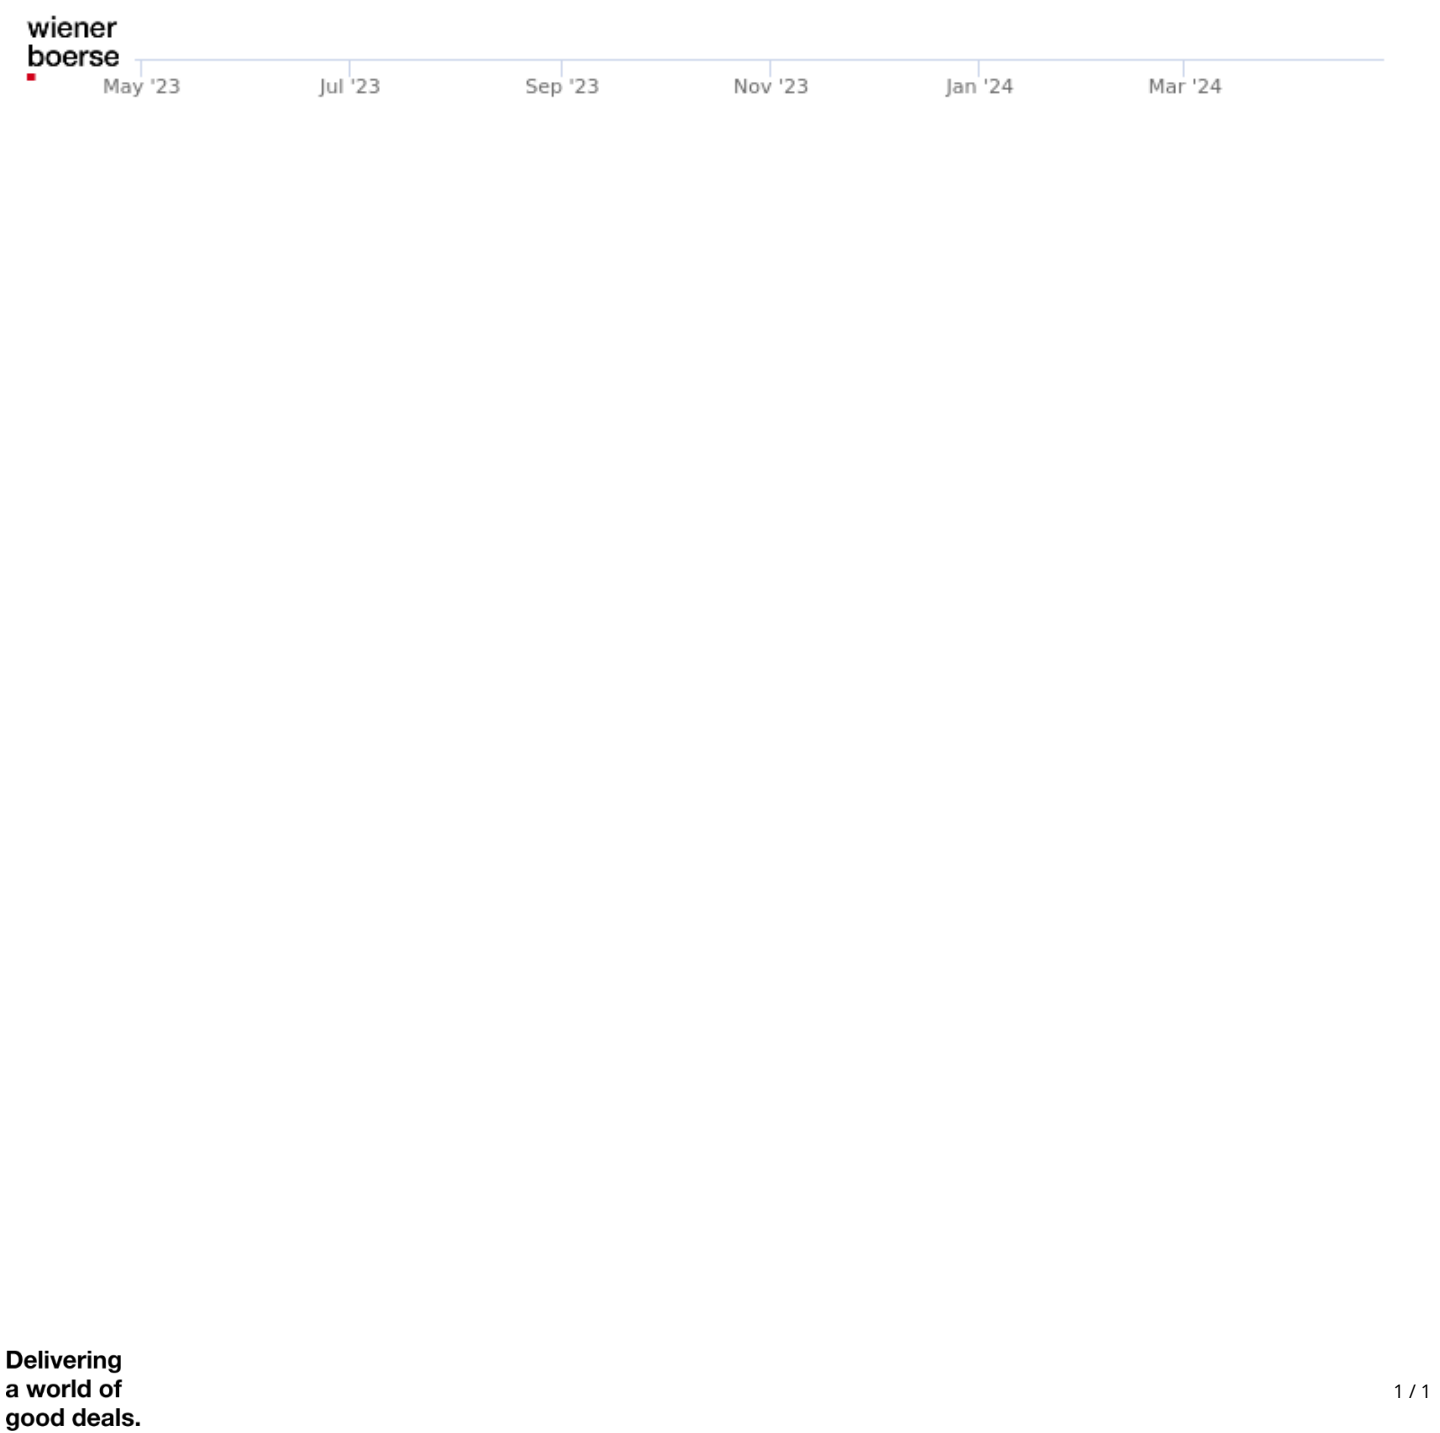 wiener
boerse
May '23 Jul '23 Sep '23 Nov '23 Jan '24 Mar '24
Delivering
a world of
good deals.
1 / 1